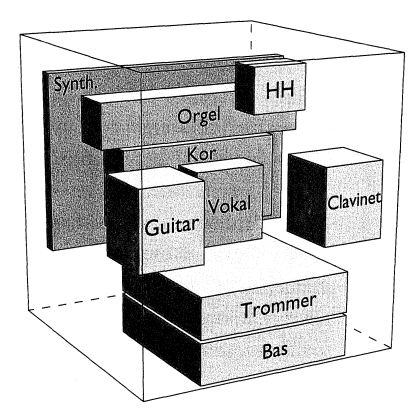 Synth.
HH
Orgel
Kor
Guitar
Vokal
Clavinet
Trommer
Bas